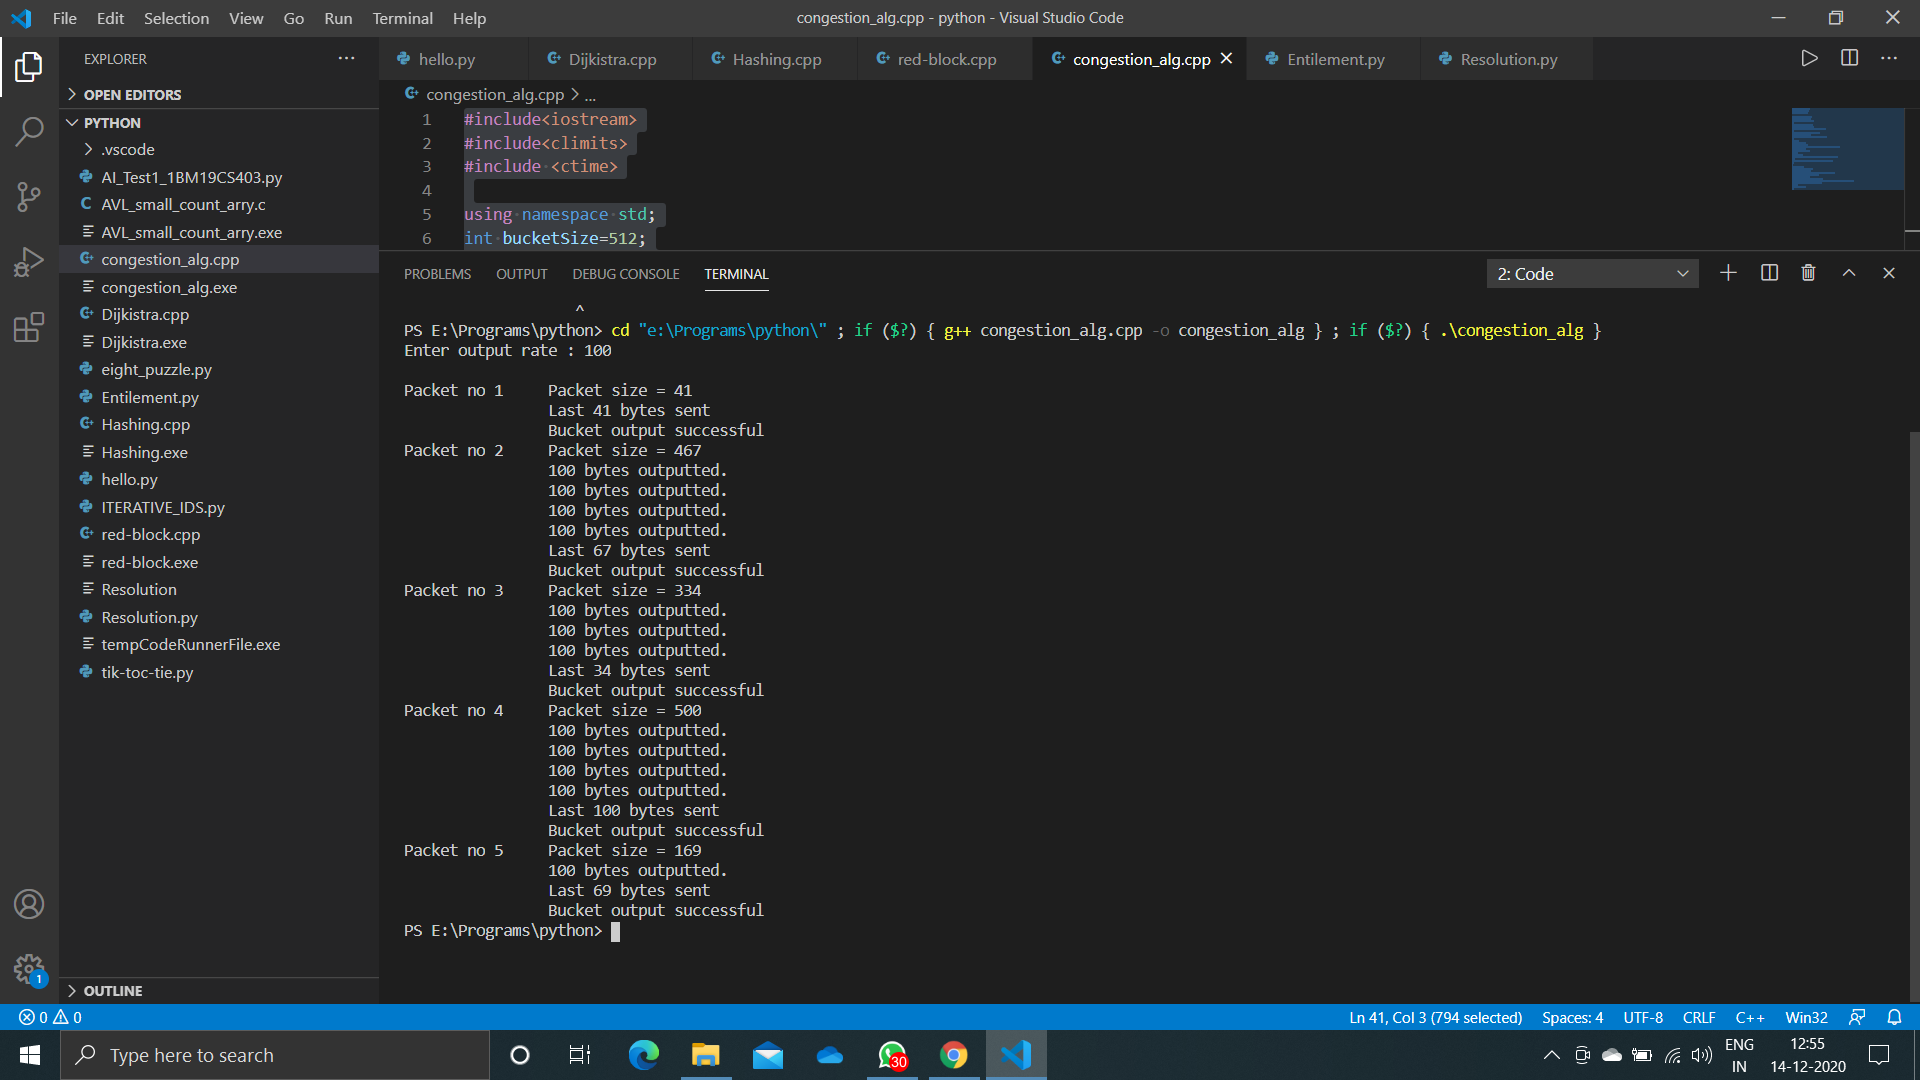 File Edit Selection View Go Run Terminal Help
congestion_alg.cpp - python - Visual Studio Code
EXPLORER
OPEN EDITORS
PYTHON
.vscode
AI_Test1_1BM19CS403.py
AVL_small_count_arry.c
AVL_small_count_arry.exe
congestion_alg.cpp
congestion_alg.exe
Dijkistra.cpp
Dijkistra.exe
eight_puzzle.py
Entilement.py
Hashing.cpp
Hashing.exe
hello.py
ITERATIVE_IDS.py
red-block.cpp
red-block.exe
Resolution
Resolution.py
tempCodeRunnerFile.exe
tik-toc-tie.py
OUTLINE
hello.py Dijkistra.cpp Hashing.cpp red-block.cpp congestion_alg.cpp Entilement.py Resolution.py
congestion_alg.cpp > ...
1 #include<iostream>
2 #include<climits>
3 #include <ctime>
4
5 using namespace std;
6 int bucketSize=512;
PROBLEMS OUTPUT DEBUG CONSOLE TERMINAL
2: Code
^
PS E:\Programs\python> cd "e:\Programs\python\" ; if ($?) { g++ congestion_alg.cpp -o congestion_alg } ; if ($?) { .\congestion_alg }
Enter output rate : 100
Packet no 1 Packet size = 41
Last 41 bytes sent
Bucket output successful
Packet no 2 Packet size = 467
100 bytes outputted.
100 bytes outputted.
100 bytes outputted.
100 bytes outputted.
Last 67 bytes sent
Bucket output successful
Packet no 3 Packet size = 334
100 bytes outputted.
100 bytes outputted.
100 bytes outputted.
Last 34 bytes sent
Bucket output successful
Packet no 4 Packet size = 500
100 bytes outputted.
100 bytes outputted.
100 bytes outputted.
100 bytes outputted.
Last 100 bytes sent
Bucket output successful
Packet no 5 Packet size = 169
100 bytes outputted.
Last 69 bytes sent
Bucket output successful
PS E:\Programs\python>
1
0 0
Ln 41, Col 3 (794 selected) Spaces: 4 UTF-8 CRLF C++ Win32
Type here to search
30
ENG
IN
12:55
14-12-2020